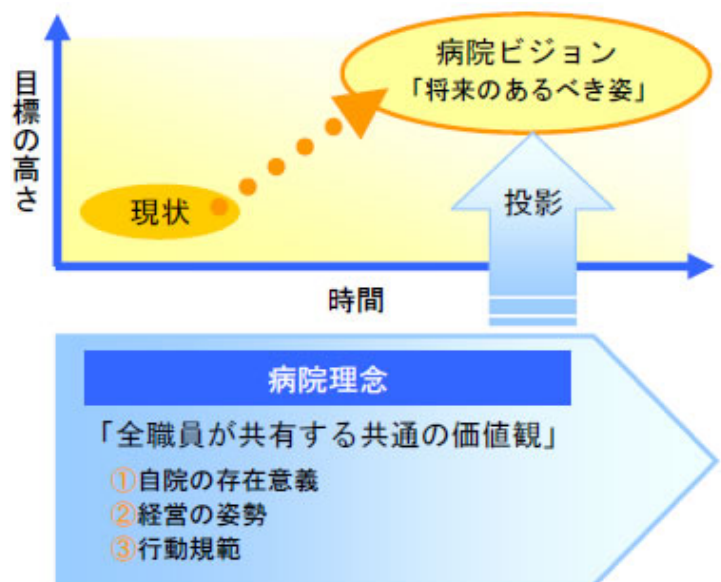 目標の高さ
病院ビジョン
「将来のあるべき姿」
現状
投影
時間
病院理念
「全職員が共有する共通の価値観」
①自院の存在意義
②経営の姿勢
③行動規範